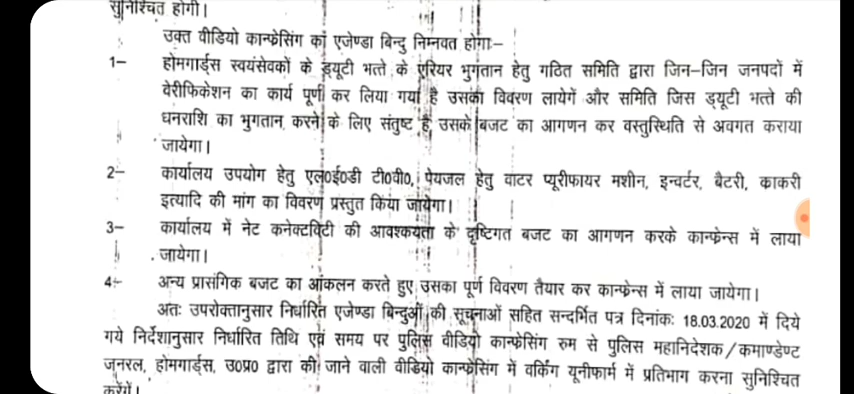 सुनिश्चित होगी।
उक्त वीडियो कान्फ्रेसिंग का एजेण्डा बिन्दु निम्नवत होगा:–
1– होमगार्ड्स स्वयंसेवकों के ड्यूटी भत्ते के एरियर भुगतान हेतु गठित समिति द्वारा जिन–जिन जनपदों में
वेरीफिकेशन का कार्य पूर्ण कर लिया गया है उसका विवरण लायेगें और समिति जिस ड्यूटी भत्ते की
धनराशि का भुगतान करने के लिए संतुष्ट है, उसके बजट का आगणन कर वस्तुस्थिति से अवगत कराया
जायेगा।
2– कार्यालय उपयोग हेतु एल0ई0डी टी0वी0, पेयजल हेतु वाटर प्यूरीफायर मशीन, इन्वर्टर, बैटरी, काकरी
इत्यादि की मांग का विवरण प्रस्तुत किया जायेगा।
3– कार्यालय में नेट कनेक्टविटी की आवश्कयता के दृष्टिगत बजट का आगणन करके कान्फ्रेन्स में लाया
जायेगा।
4– अन्य प्रासंगिक बजट का आंकलन करते हुए उसका पूर्ण विवरण तैयार कर कान्फ्रेन्स में लाया जायेगा।
अतः उपरोक्तानुसार निर्धारित एजेण्डा बिन्दुओं की सूचनाओं सहित सन्दर्भित पत्र दिनांकः 18.03.2020 में दिये
गये निर्देशानुसार निर्धारित तिथि एवं समय पर पुलिस वीडियो कान्फ्रेसिंग रुम से पुलिस महानिदेशक/कमाण्डेण्ट
जनरल, होमगार्ड्स, उ0प्र0 द्वारा की जाने वाली वीडियो कान्फ्रेसिंग में वर्किंग यूनीफार्म में प्रतिभाग करना सुनिश्चित
करेंगें।